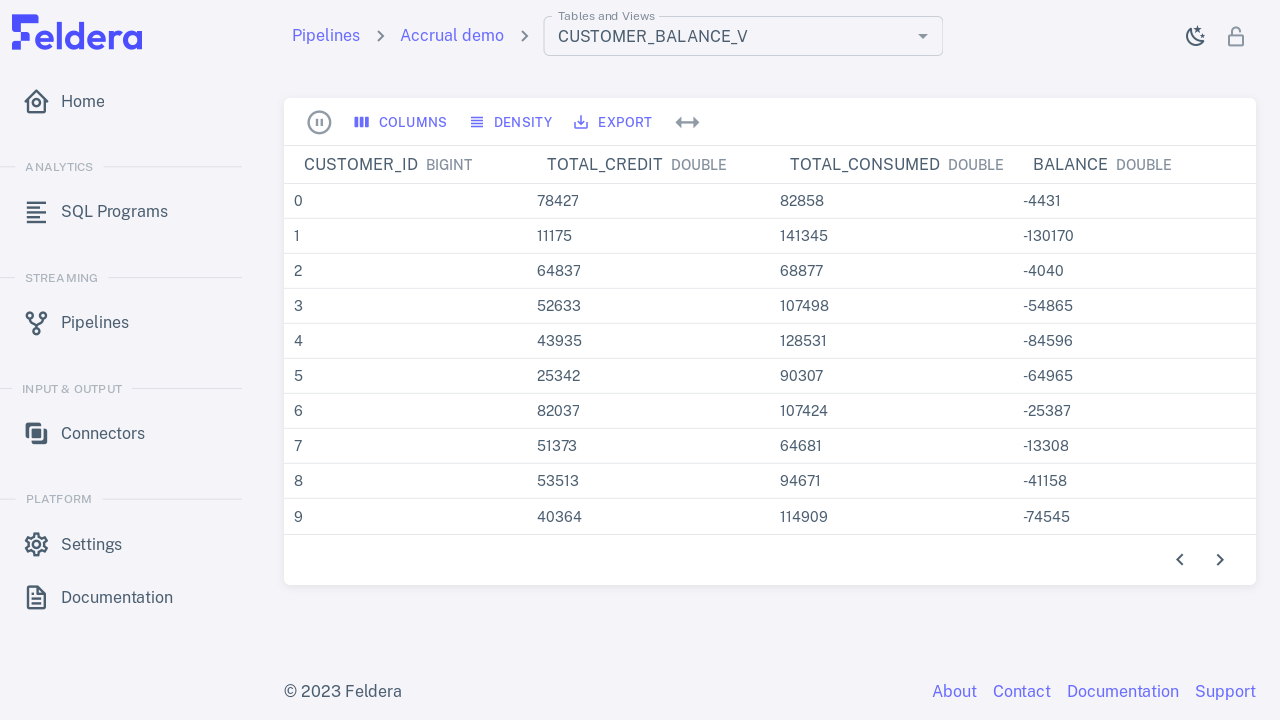 Feldera
Pipelines
Accrual demo
Tables and Views
CUSTOMER_BALANCE_V
Home
ANALYTICS
SQL Programs
STREAMING
Pipelines
INPUT & OUTPUT
Connectors
PLATFORM
Settings
Documentation
COLUMNS DENSITY EXPORT
CUSTOMER_ID BIGINT TOTAL_CREDIT DOUBLE TOTAL_CONSUMED DOUBLE BALANCE DOUBLE
0 78427 82858 -4431
1 11175 141345 -130170
2 64837 68877 -4040
3 52633 107498 -54865
4 43935 128531 -84596
5 25342 90307 -64965
6 82037 107424 -25387
7 51373 64681 -13308
8 53513 94671 -41158
9 40364 114909 -74545
© 2023 Feldera
About Contact Documentation Support